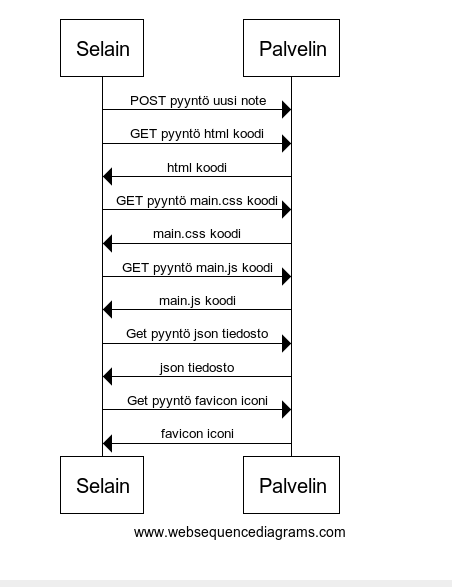 Selain
Palvelin
POST pyyntö uusi note
GET pyyntö html koodi
html koodi
GET pyyntö main.css koodi
main.css koodi
GET pyyntö main.js koodi
main.js koodi
Get pyyntö json tiedosto
json tiedosto
Get pyyntö favicon iconi
favicon iconi
Selain
Palvelin
www.websequencediagrams.com